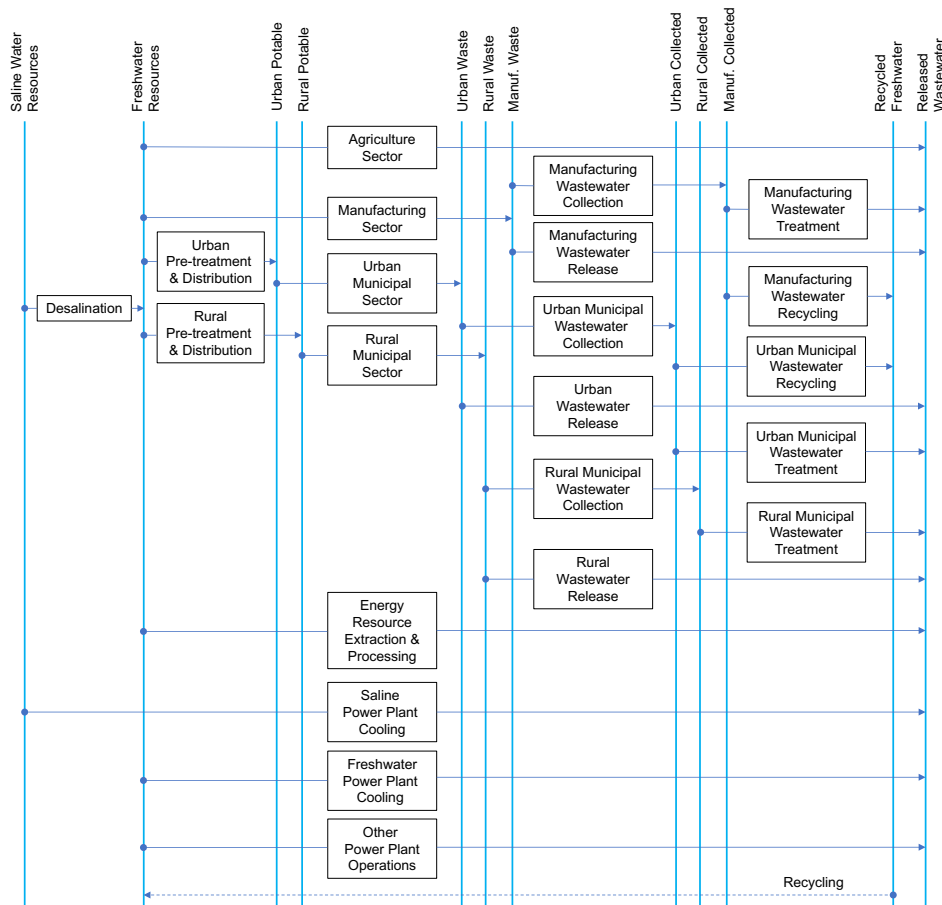 Saline Water
Resources
Freshwater
Resources
Urban Potable
Rural Potable
Urban Waste
Rural Waste
Manuf. Waste
Urban Collected
Rural Collected
Manuf. Collected
Recycled
Freshwater
Released
Wastewater
Agriculture
Sector
Manufacturing
Wastewater
Collection
Manufacturing
Wastewater
Treatment
Manufacturing
Sector
Manufacturing
Wastewater
Release
Urban
Pre-treatment
& Distribution
Urban
Municipal
Sector
Desalination
Manufacturing
Wastewater
Recycling
Rural
Pre-treatment
& Distribution
Urban Municipal
Wastewater
Collection
Rural
Municipal
Sector
Urban Municipal
Wastewater
Recycling
Urban
Wastewater
Release
Urban Municipal
Wastewater
Treatment
Rural Municipal
Wastewater
Collection
Rural Municipal
Wastewater
Treatment
Rural
Wastewater
Release
Energy
Resource
Extraction &
Processing
Saline
Power Plant
Cooling
Freshwater
Power Plant
Cooling
Other
Power Plant
Operations
Recycling